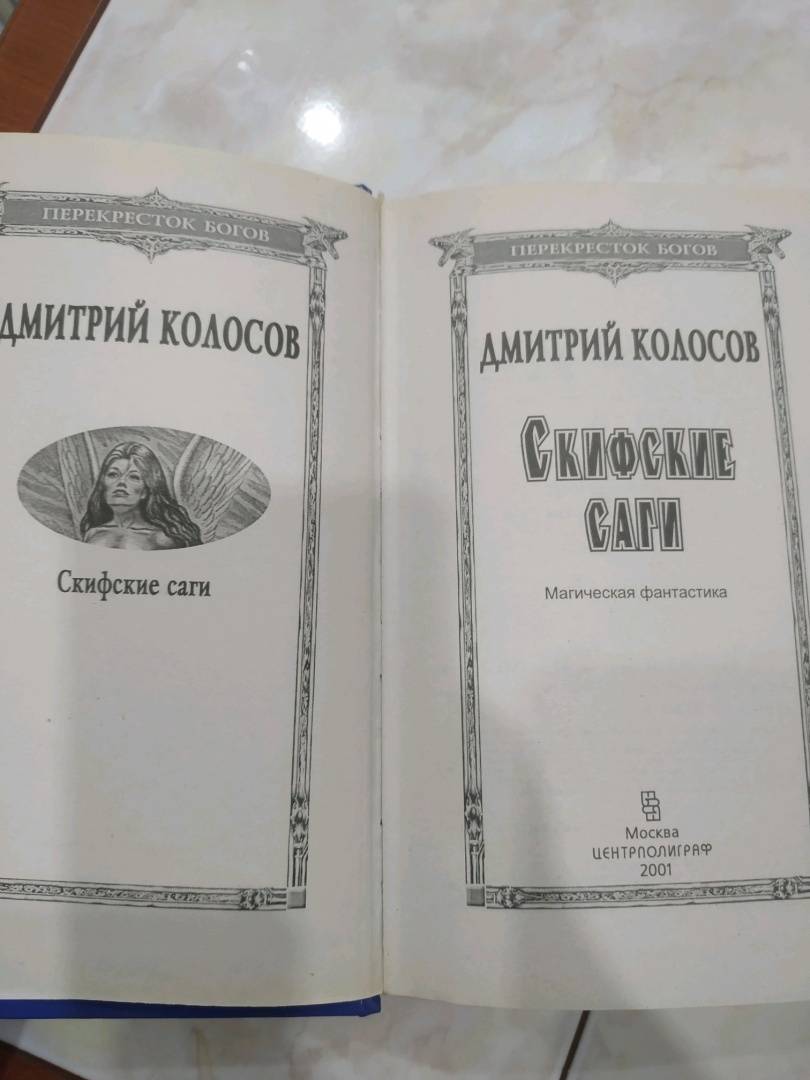 ПЕРЕКРЕСТОК БОГОВ
ДМИТРИЙ КОЛОСОВ
Скифские саги
ПЕРЕКРЕСТОК БОГОВ
ДМИТРИЙ КОЛОСОВ
СКИФСКИЕ
САГИ
Магическая фантастика
Москва
ЦЕНТРПОЛИГРАФ
2001